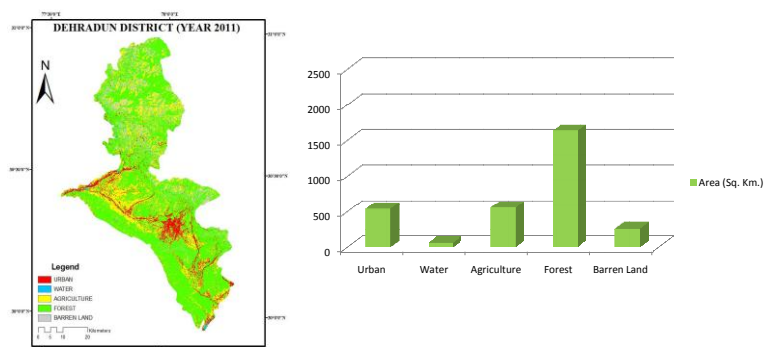 DEHRADUN DISTRICT (YEAR 2011)
N
Legend
URBAN
WATER
AGRICULTURE
FOREST
BARREN LAND
0 5 10 20
Kilometers
2500
2000
1500
1000
500
0
Urban Water Agriculture Forest Barren Land
Area (Sq. Km.)